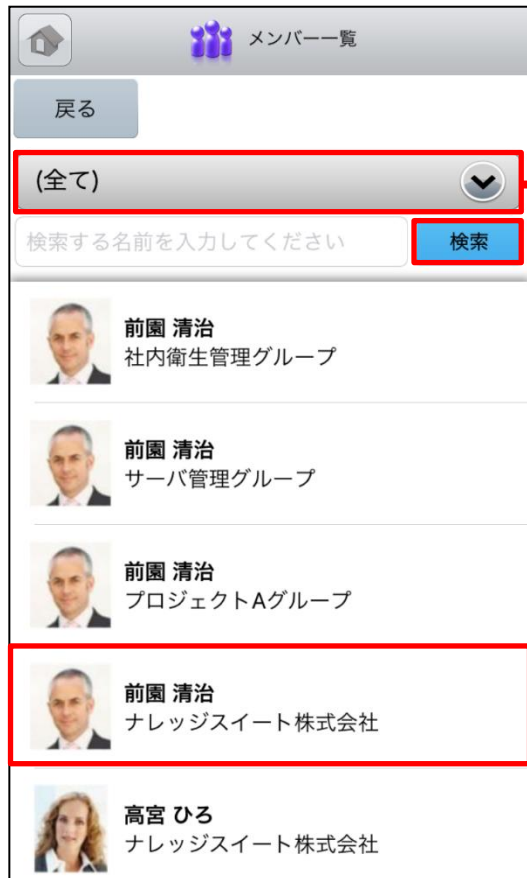 メンバー一覧
戻る
(全て)
検索する名前を入力してください 検索
前園 清治
社内衛生管理グループ
前園 清治
サーバ管理グループ
前園 清治
プロジェクトAグループ
前園 清治
ナレッジスイート株式会社
高宮 ひろ
ナレッジスイート株式会社